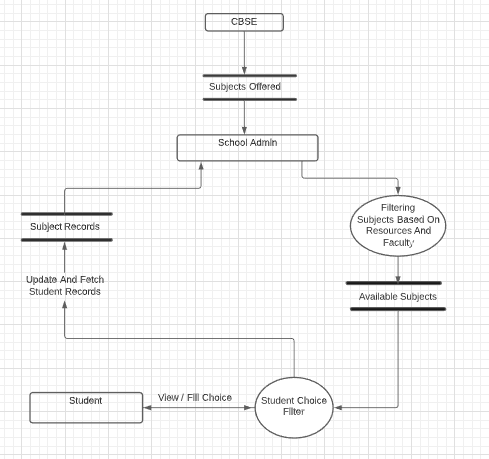 CBSE
Subjects Offered
School Admin
Filtering
Subjects Based On
Resources And
Faculty
Subject Records
Update And Fetch
Student Records
Available Subjects
Student
View / Fill Choice
Student Choice
Filter